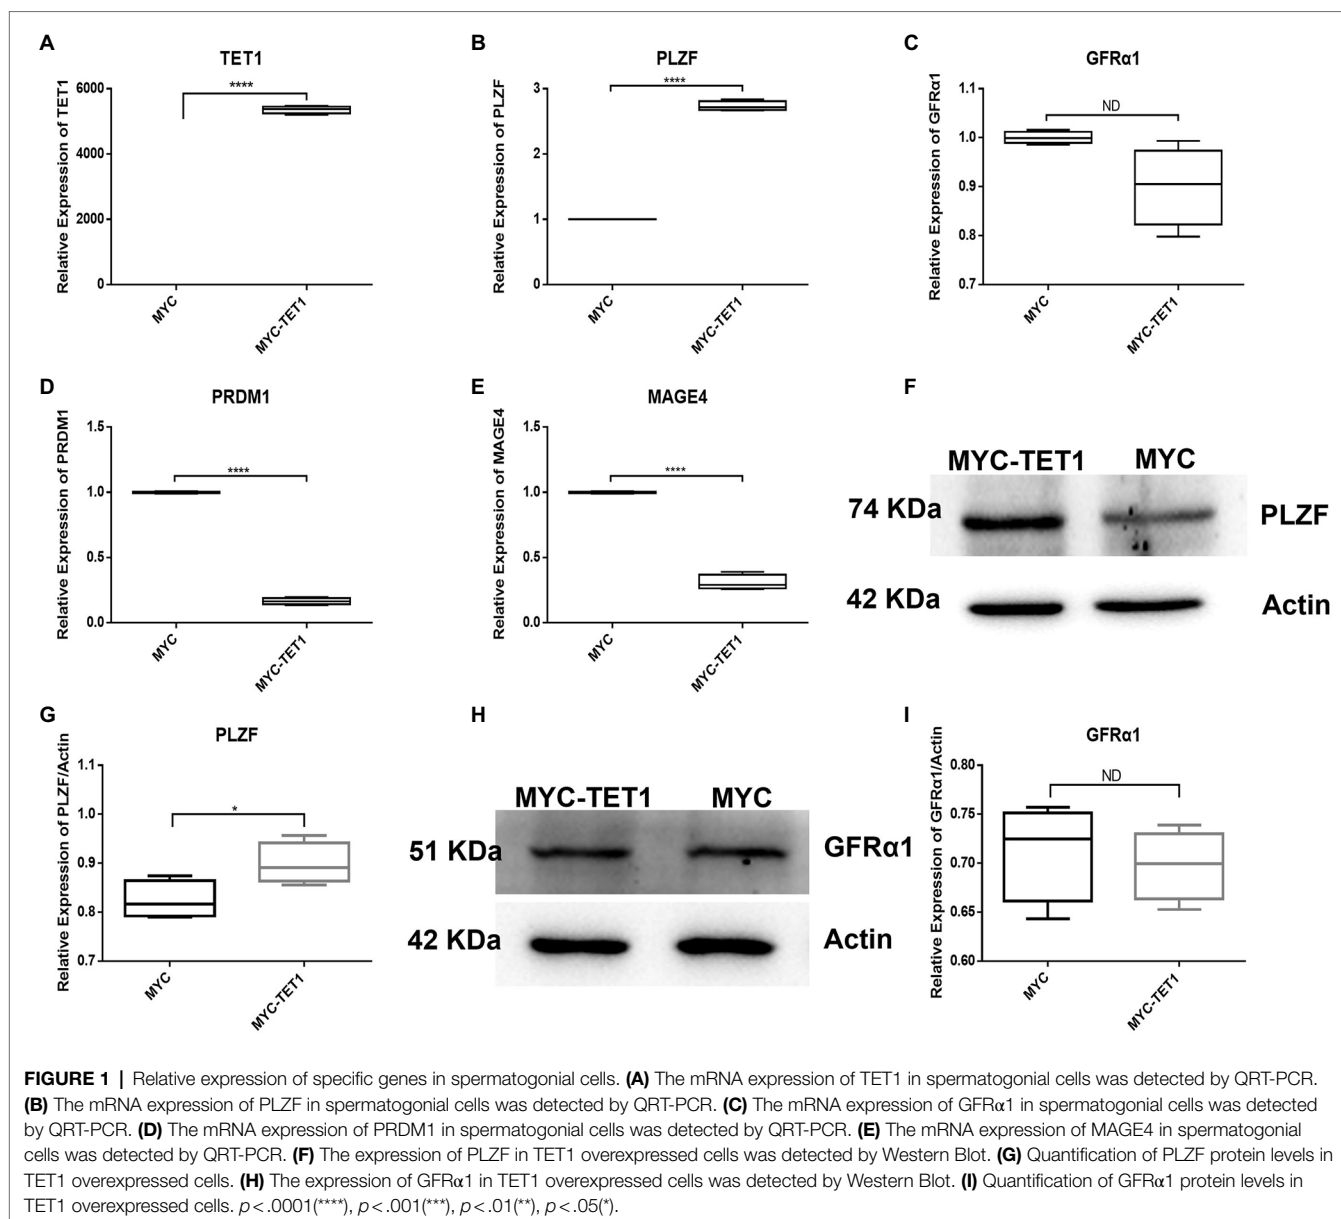 A
TET1
Relative Expression of TET1
6000
4000
2000
0
****
MYC
MYC-TET1
B
PLZF
Relative Expression of PLZF
3
2
1
0
****
MYC
MYC-TET1
C
GFRα1
Relative Expression of GFRα1
1.1
1.0
0.9
0.8
0.7
ND
MYC
MYC-TET1
D
PRDM1
Relative Expression of PRDM1
1.5
1.0
0.5
0.0
****
MYC
MYC-TET1
E
MAGE4
Relative Expression of MAGE4
1.5
1.0
0.5
0.0
****
MYC
MYC-TET1
F
MYC-TET1 MYC
74 KDa PLZF
42 KDa Actin
G
PLZF
Relative Expression of PLZF/Actin
1.1
1.0
0.9
0.8
0.7
*
MYC
MYC-TET1
H
MYC-TET1 MYC
51 KDa GFRα1
42 KDa Actin
I
GFRα1
Relative Expression of GFRα1/Actin
0.80
0.75
0.70
0.65
0.60
ND
MYC
MYC-TET1
FIGURE 1 | Relative expression of specific genes in spermatogonial cells. (A) The mRNA expression of TET1 in spermatogonial cells was detected by QRT-PCR.
(B) The mRNA expression of PLZF in spermatogonial cells was detected by QRT-PCR. (C) The mRNA expression of GFRα1 in spermatogonial cells was detected
by QRT-PCR. (D) The mRNA expression of PRDM1 in spermatogonial cells was detected by QRT-PCR. (E) The mRNA expression of MAGE4 in spermatogonial
cells was detected by QRT-PCR. (F) The expression of PLZF in TET1 overexpressed cells was detected by Western Blot. (G) Quantification of PLZF protein levels in
TET1 overexpressed cells. (H) The expression of GFRα1 in TET1 overexpressed cells was detected by Western Blot. (I) Quantification of GFRα1 protein levels in
TET1 overexpressed cells. p < .0001(****), p < .001(***), p < .01(**), p < .05(*).